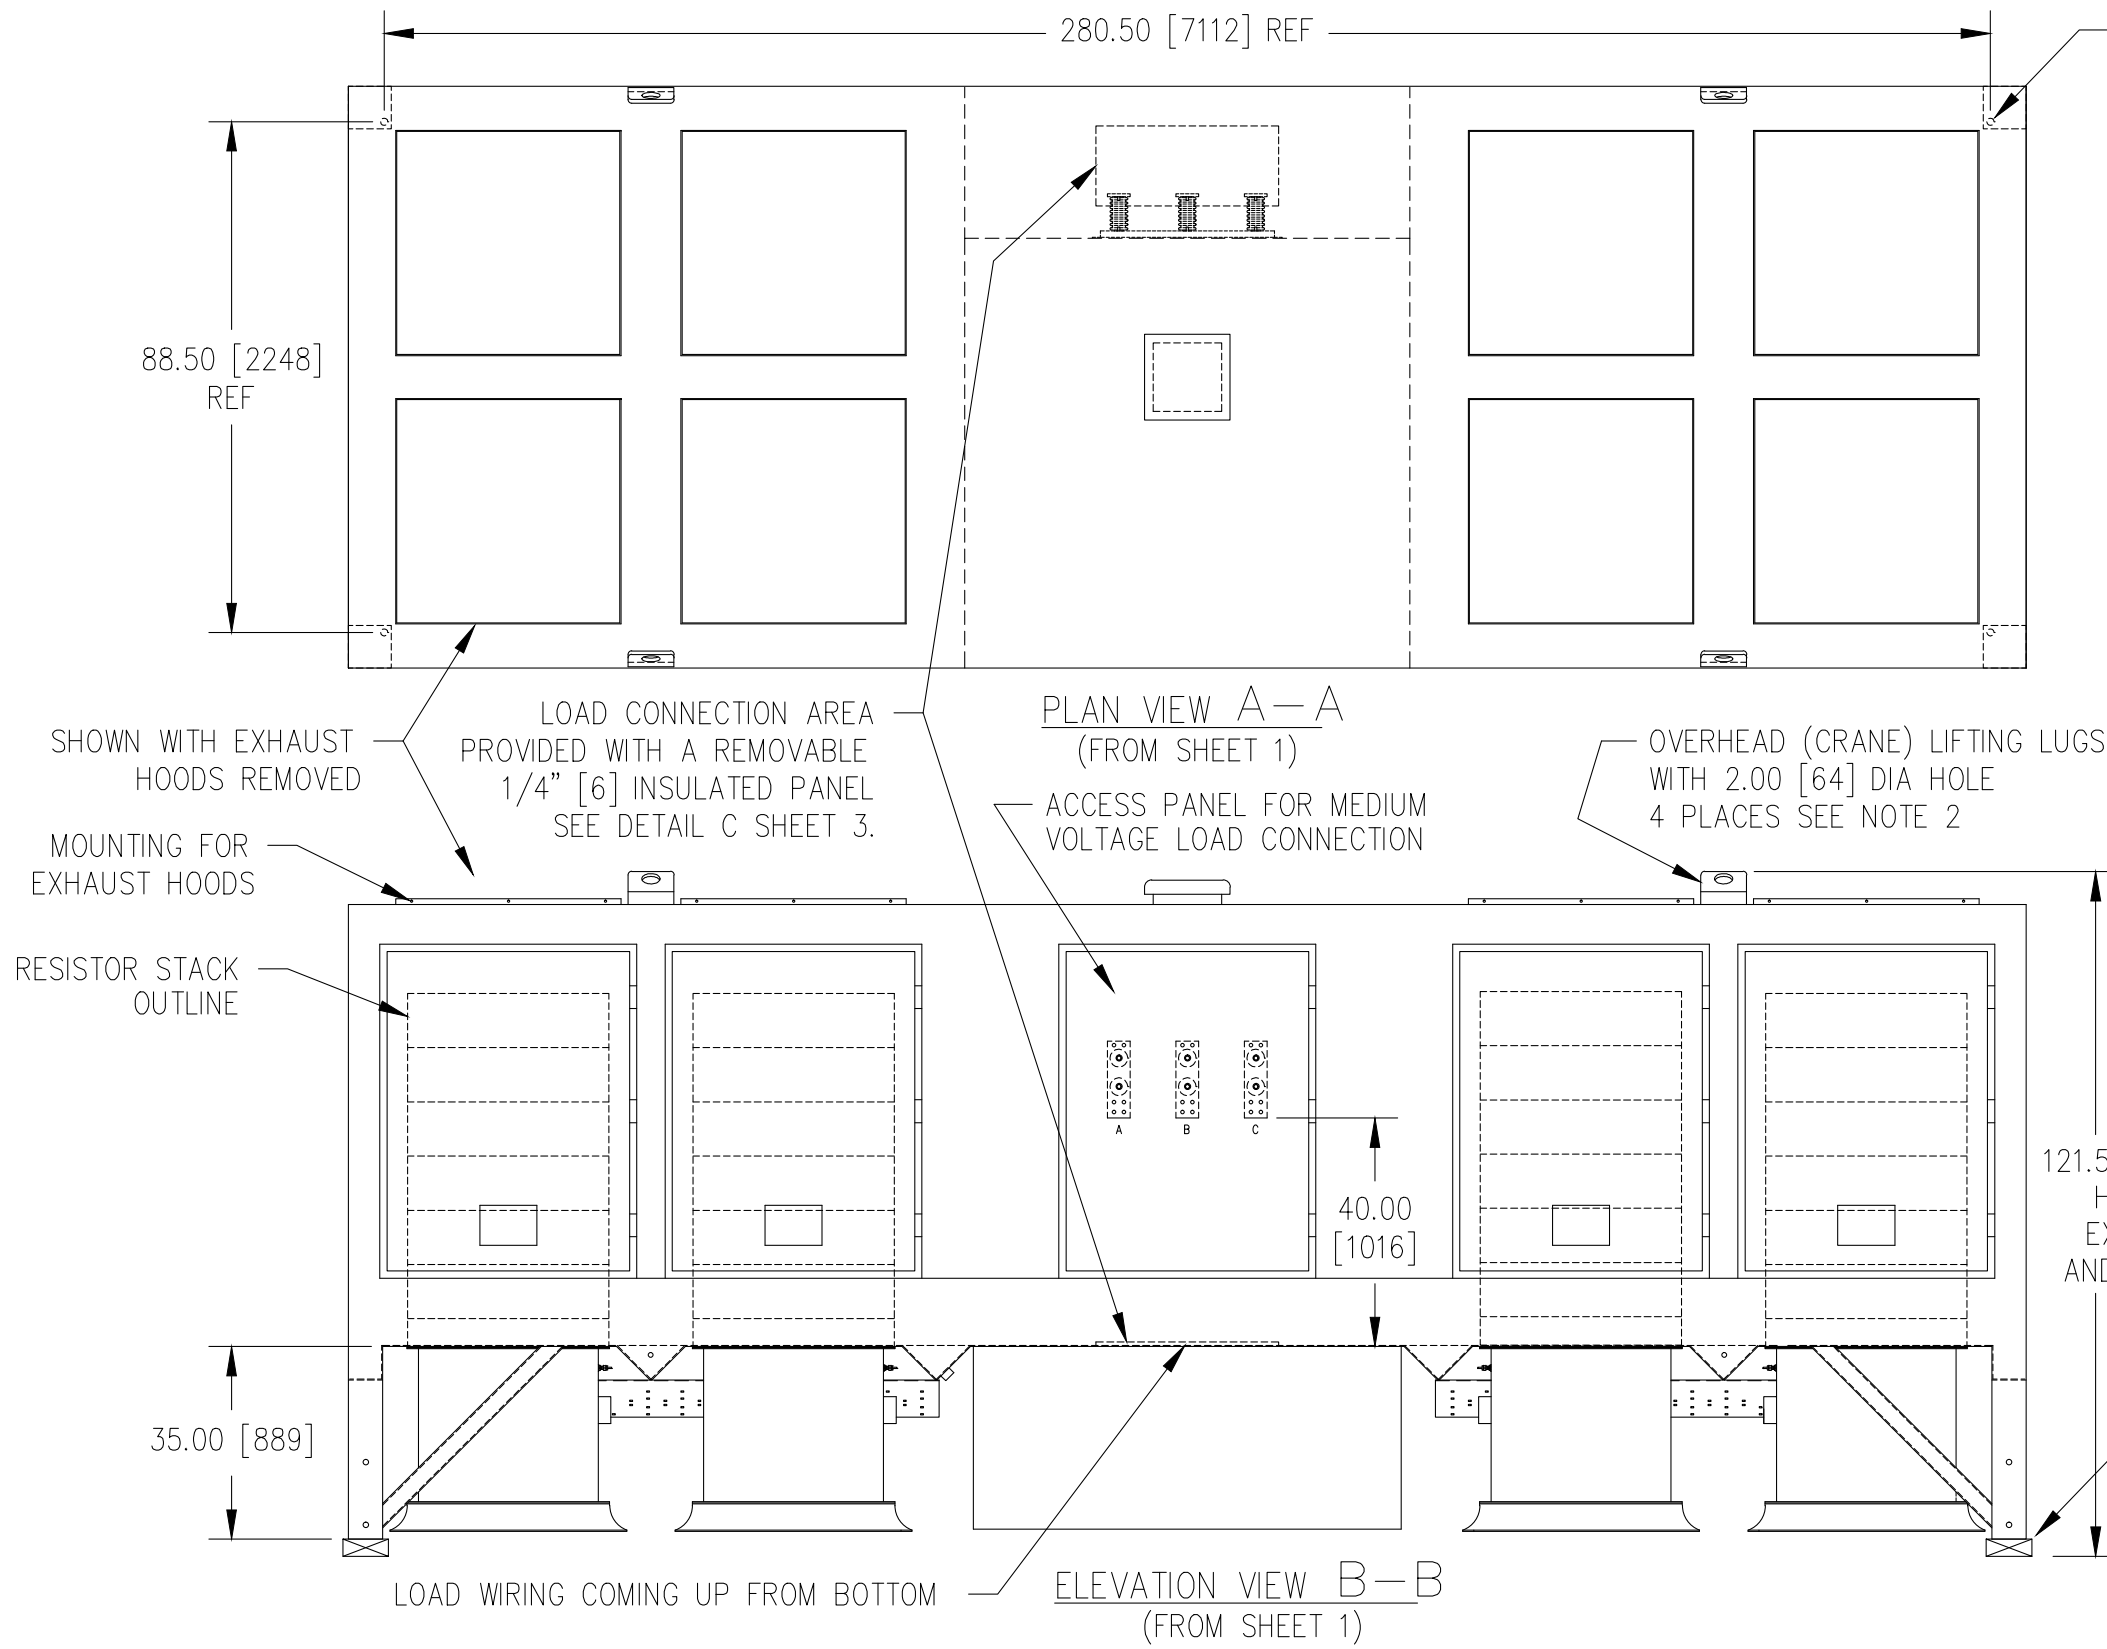 280.50 [7112] REF
88.50 [2248]
REF
PLAN VIEW A-A
(FROM SHEET 1)
LOAD CONNECTION AREA
PROVIDED WITH A REMOVABLE
1/4" [6] INSULATED PANEL
SEE DETAIL C SHEET 3.
SHOWN WITH EXHAUST
HOODS REMOVED
OVERHEAD (CRANE) LIFTING LUGS
WITH 2.00 [64] DIA HOLE
4 PLACES SEE NOTE 2
ACCESS PANEL FOR MEDIUM
VOLTAGE LOAD CONNECTION
MOUNTING FOR
EXHAUST HOODS
RESISTOR STACK
OUTLINE
A B C
40.00
[1016]
121.5
35.00 [889]
LOAD WIRING COMING UP FROM BOTTOM
ELEVATION VIEW B-B
(FROM SHEET 1)